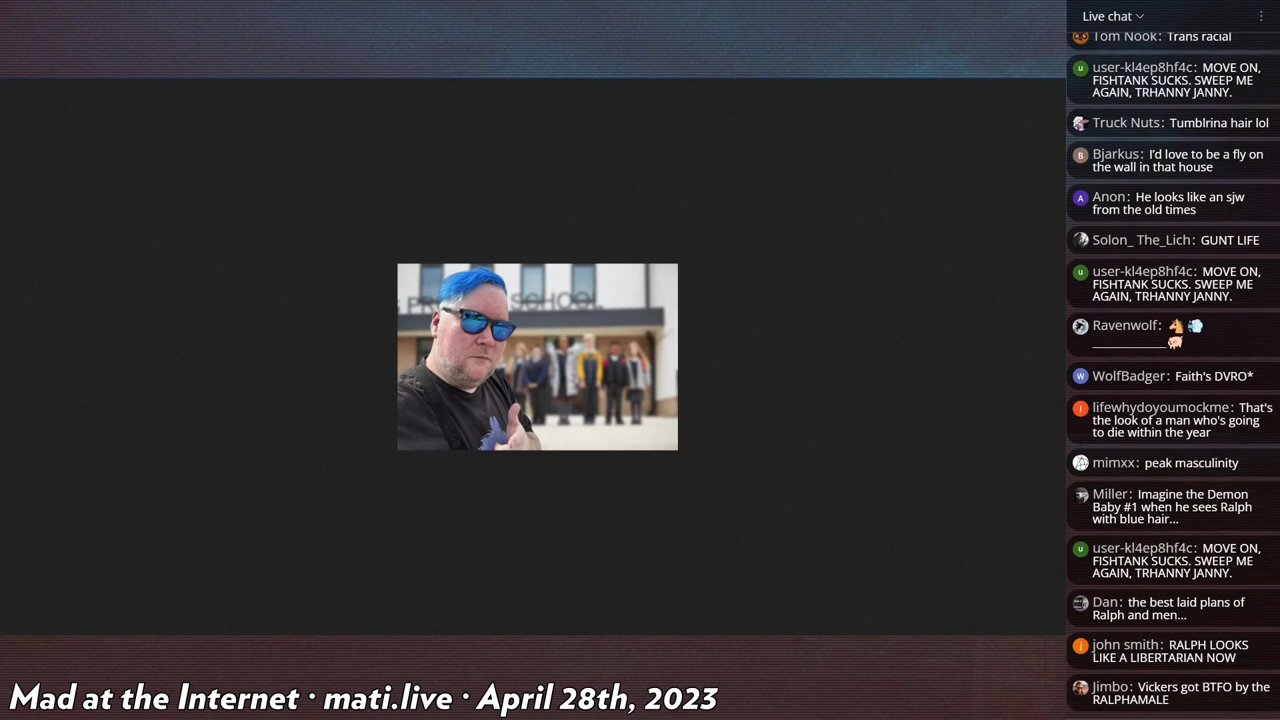 PR
SCHOOL
Mad at the Internet · mati.live · April 28th, 2023
Live chat
Tom Nook: Trans racial
user-kl4ep8hf4c: MOVE ON,
FISHTANK SUCKS. SWEEP ME
AGAIN, TRHANNY JANNY.
Truck Nuts: Tumblrina hair lol
Bjarkus: I'd love to be a fly on
the wall in that house
Anon: He looks like an sjw
from the old times
Solon_ The_Lich: GUNT LIFE
user-kl4ep8hf4c: MOVE ON,
FISHTANK SUCKS. SWEEP ME
AGAIN, TRHANNY JANNY.
Ravenwolf: 🐴💨
____________🐷
WolfBadger: Faith's DVRO*
lifewhydoyoumockme: That's
the look of a man who's going
to die within the year
mimxx: peak masculinity
Miller: Imagine the Demon
Baby #1 when he sees Ralph
with blue hair...
user-kl4ep8hf4c: MOVE ON,
FISHTANK SUCKS. SWEEP ME
AGAIN, TRHANNY JANNY.
Dan: the best laid plans of
Ralph and men...
john smith: RALPH LOOKS
LIKE A LIBERTARIAN NOW
Jimbo: Vickers got BTFO by the
RALPHAMALE